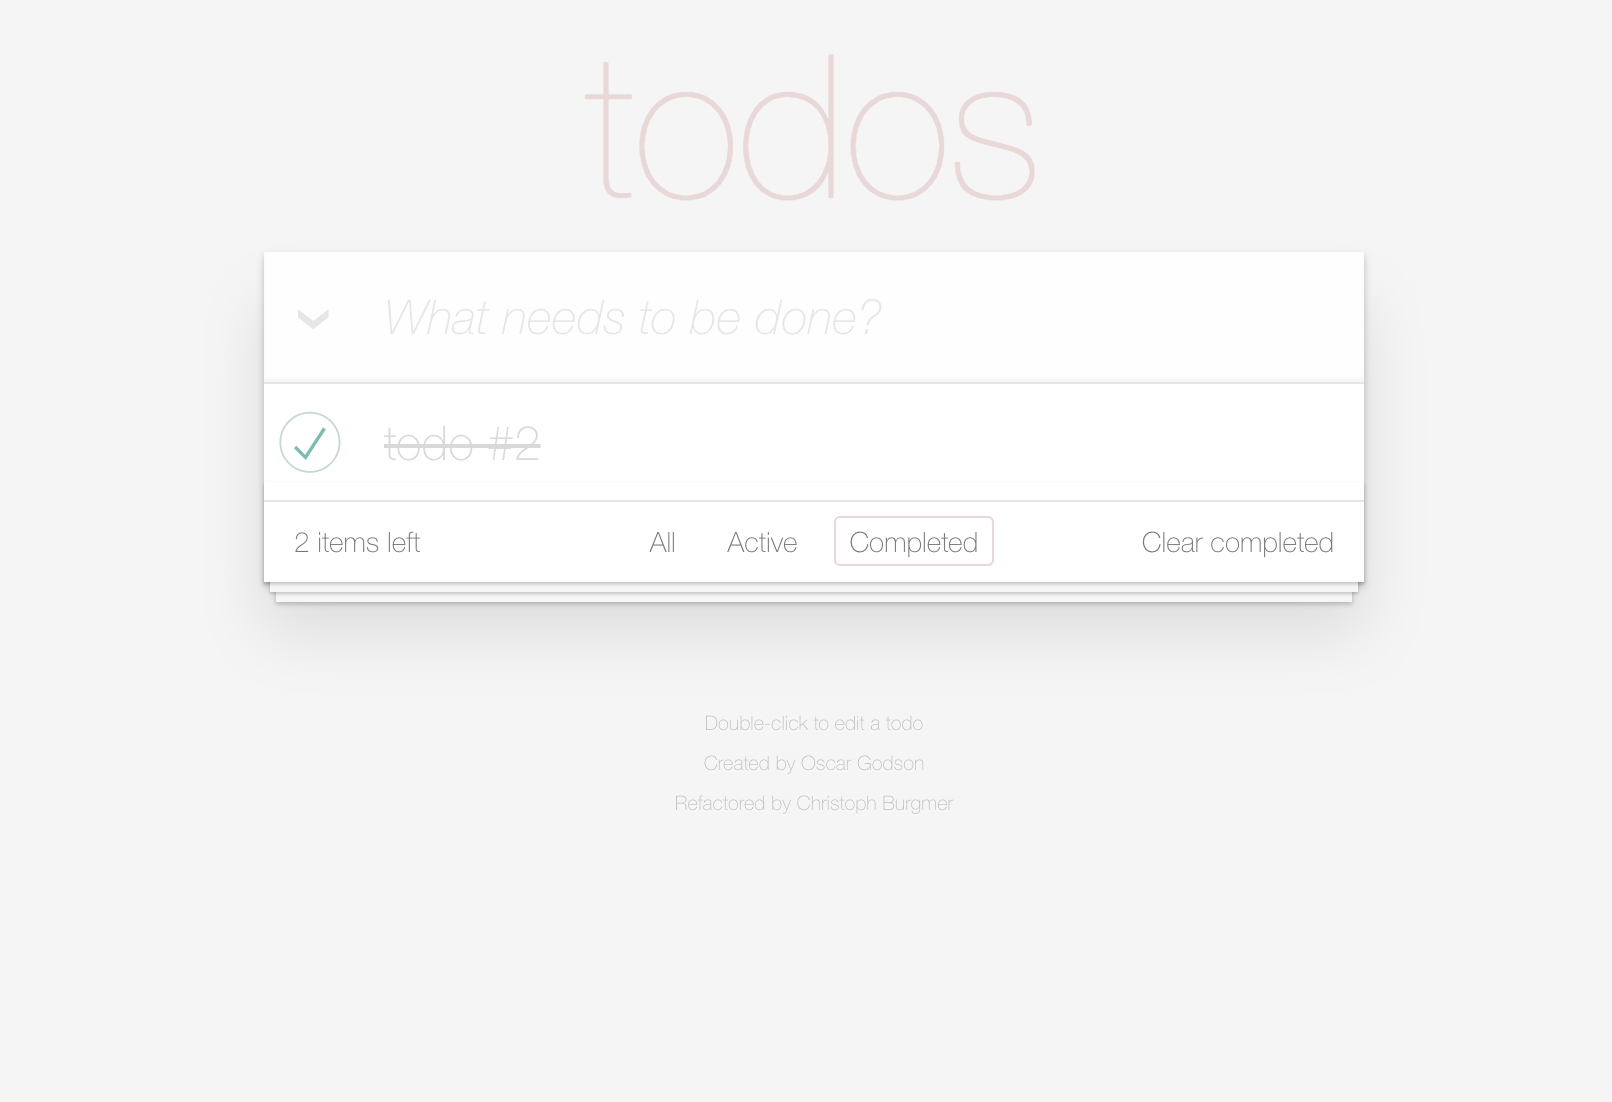 todos
What needs to be done?
todo #2
2 items left All Active Completed Clear completed
Double-click to edit a todo
Created by Oscar Godson
Refactored by Christoph Burgmer